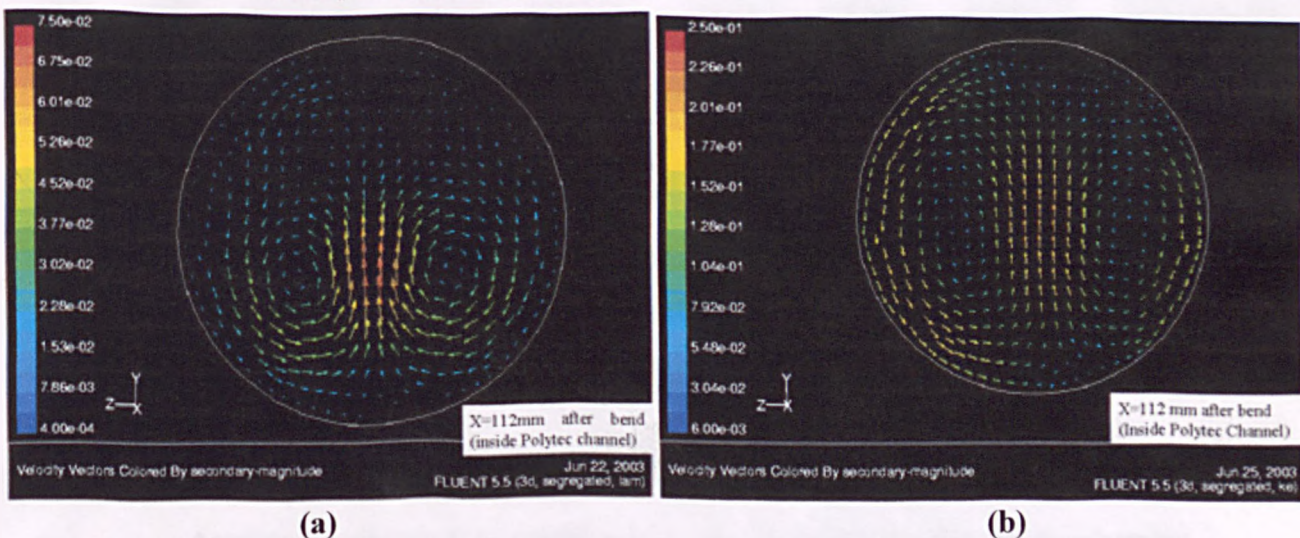 7.50e-02
6.75e-02
6.01e-02
5.26e-02
4.52e-02
3.77e-02
3.02e-02
2.28e-02
1.53e-02
7.86e-03
4.00e-04
Y
Z X
X=112mm after bend
(inside Polytec channel)
Velocity Vectors Colored By secondary-magnitude
Jun 22, 2003
FLUENT 5.5 (3d, segregated, lam)
(a)
2.50e-01
2.26e-01
2.01e-01
1.77e-01
1.52e-01
1.28e-01
1.04e-01
7.92e-02
5.48e-02
3.04e-02
6.00e-03
Y
Z X
X=112 mm after bend
(Inside Polytec Channel)
Velocity Vectors Colored By secondary-magnitude
Jun 25, 2003
FLUENT 5.5 (3d, segregated, ke)
(b)